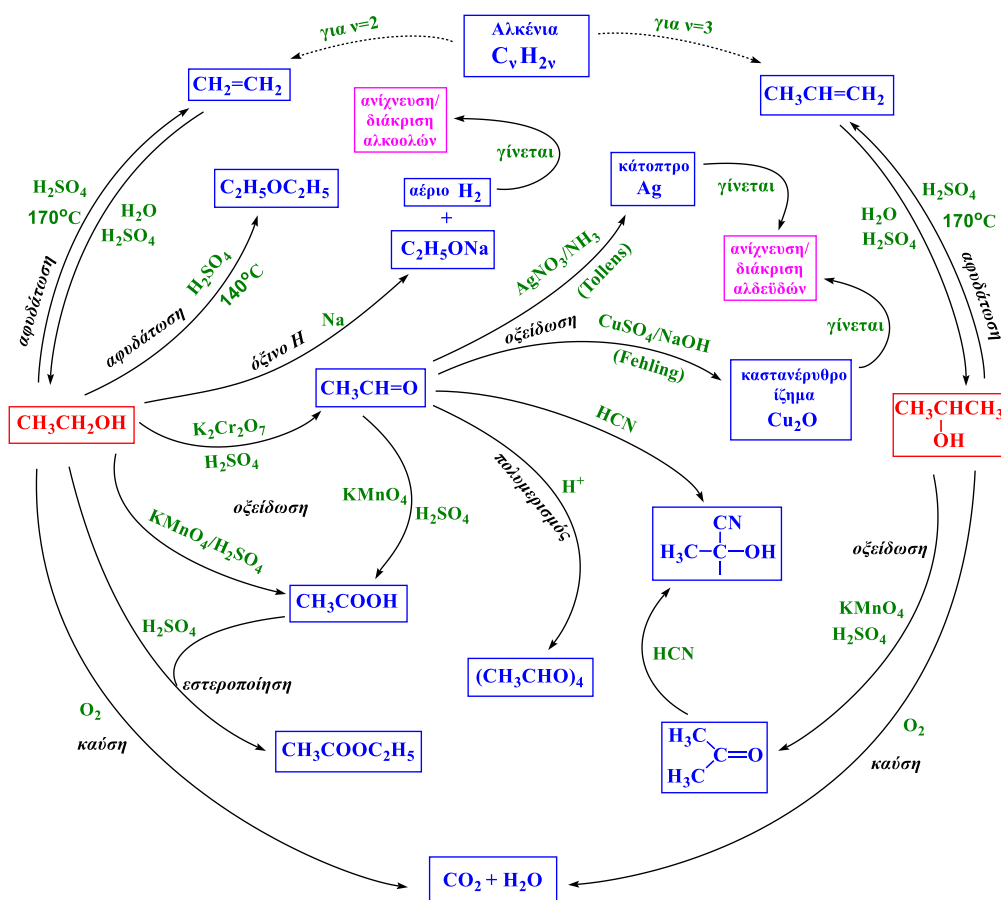 για ν=2
Αλκένια
CνH2ν
για ν=3
CH2=CH2
CH3CH=CH2
ανίχνευση/
διάκριση
αλκοολών
γίνεται
κάτοπτρο
Ag
γίνεται
H2SO4
170°C
H2O
H2SO4
C2H5OC2H5
αέριο H2
+
C2H5ONa
AgNO3/NH3
(Tollens)
ανίχνευση/
διάκριση
αλδεϋδών
H2O
H2SO4
H2SO4
170°C
αφυδάτωση
αφυδάτωση
H2SO4
140°C
αφυδάτωση
όξινο H
Na
οξείδωση
CuSO4/NaOH
(Fehling)
γίνεται
καστανέρυθρο
ίζημα
Cu2O
CH3CH2OH
CH3CH=O
CH3CHCH3
OH
K2Cr2O7
H2SO4
HCN
οξείδωση
KMnO4
H2SO4
πολυμερισμός
H+
KMnO4/H2SO4
CN
H3C–C–OH
οξείδωση
CH3COOH
KMnO4
H2SO4
H2SO4
εστεροποίηση
(CH3CHO)4
HCN
O2
καύση
CH3COOC2H5
H3C
C=O
H3C
O2
καύση
CO2 + H2O